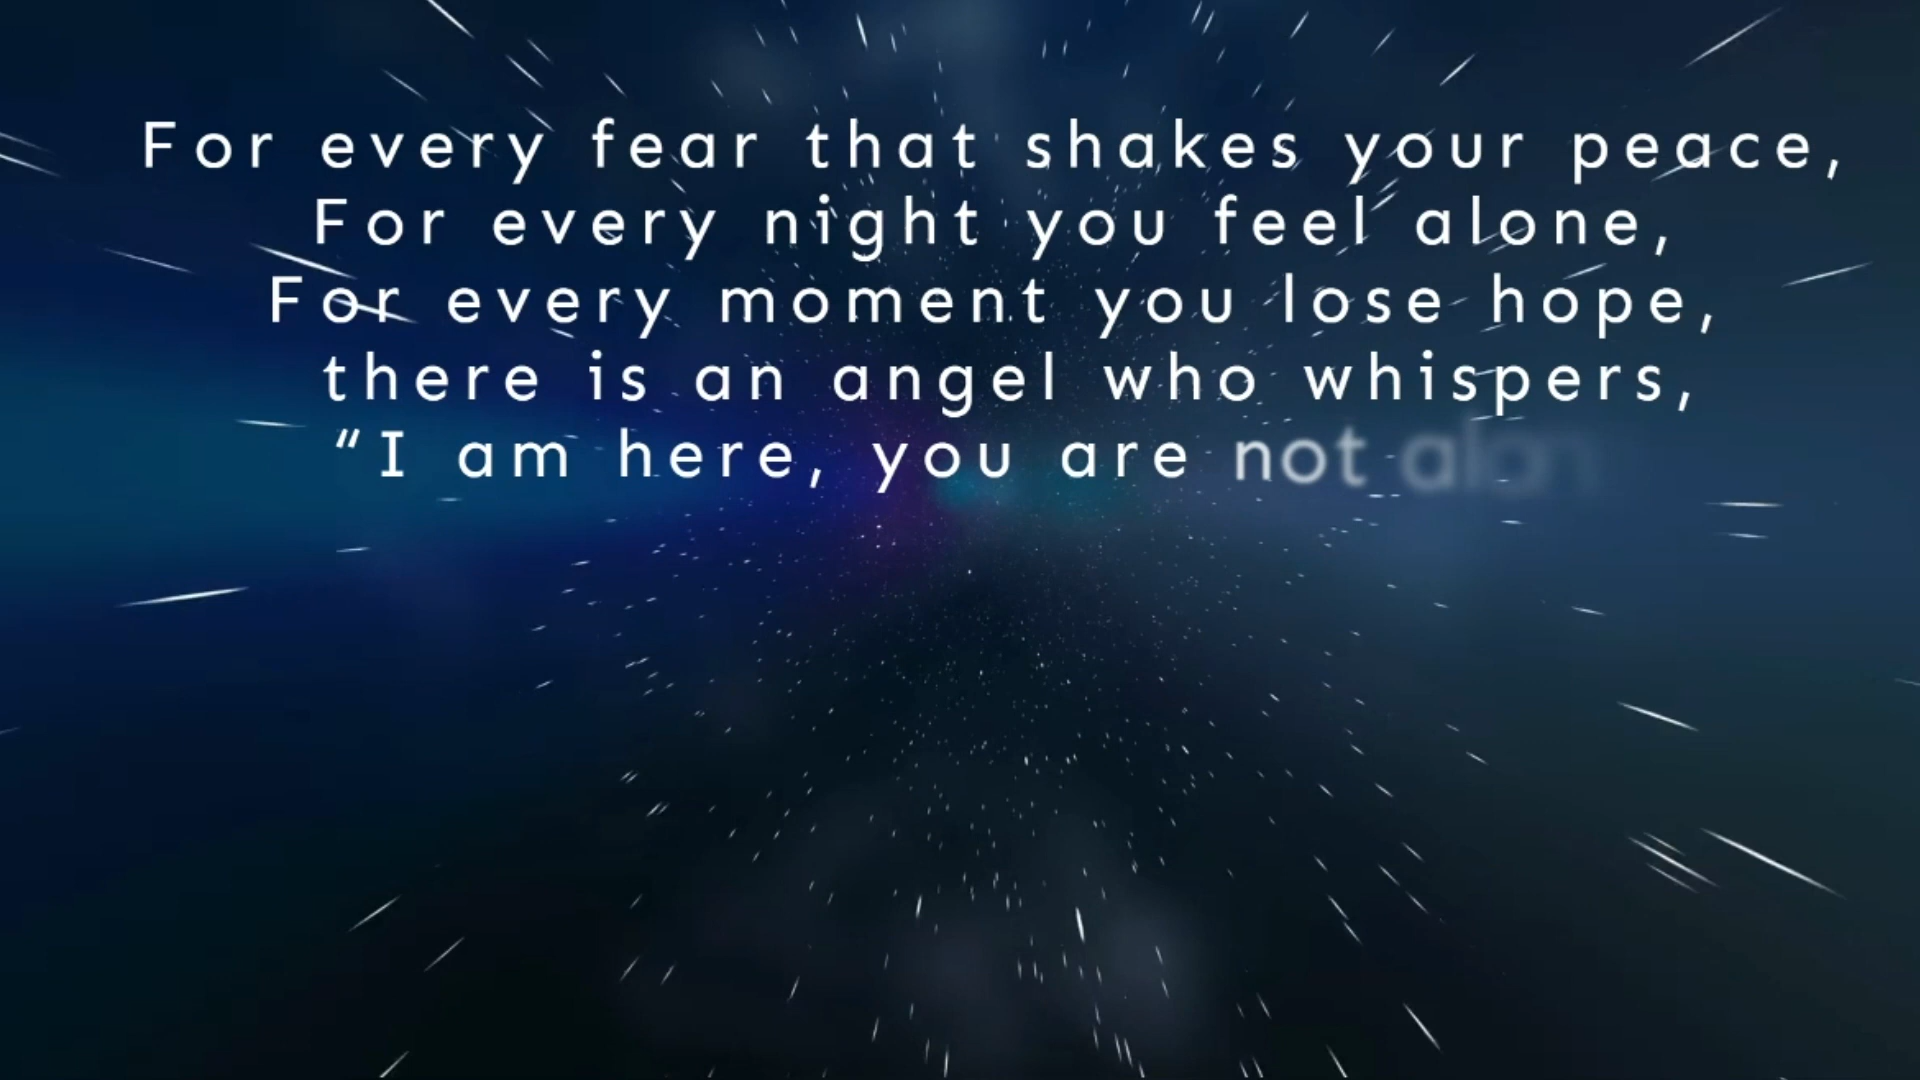 For every fear that shakes your peace,
For every night you feel alone,
For every moment you lose hope,
there is an angel who whispers,
“I am here, you are not